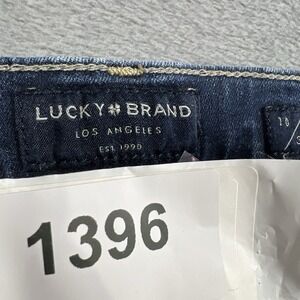 LUCKY BRAND
LOS ANGELES
EST. 1990
10
1396